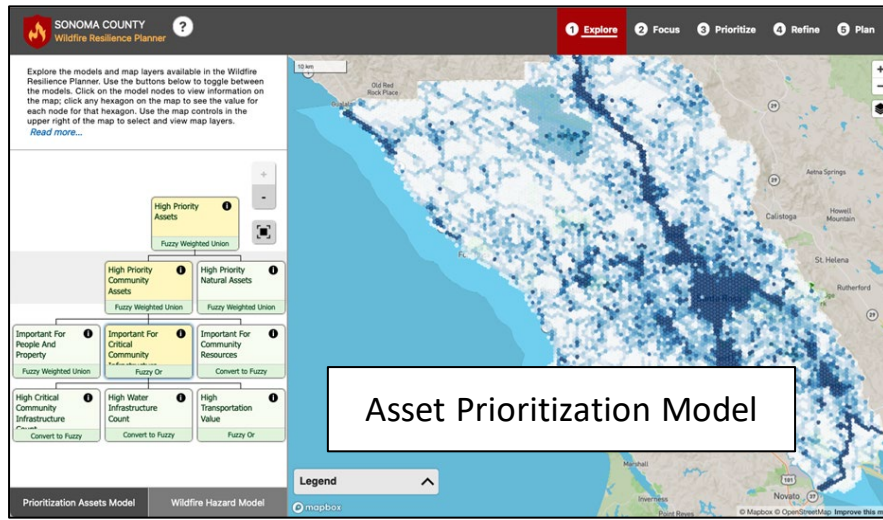 SONOMA COUNTY
Wildfire Resilience Planner
?
1 Explore
2 Focus
3 Prioritize
4 Refine
5 Plan
Explore the models and map layers available in the Wildfire
Resilience Planner. Use the buttons below to toggle between
the models. Click on the model nodes to view information on
the map; click any hexagon on the map to see the value for
each node for that hexagon. Use the map controls in the
upper right of the map to select and view map layers.
Read more...
+
-
High Priority
Assets
Fuzzy Weighted Union
High Priority
Community
Assets
Fuzzy Weighted Union
High Priority
Natural Assets
Fuzzy Weighted Union
Important For
People And
Property
Fuzzy Weighted Union
Important For
Critical
Community
Fuzzy Or
Important For
Community
Resources
Convert to Fuzzy
High Critical
Community
Infrastructure
Convert to Fuzzy
High Water
Infrastructure
Count
Convert to Fuzzy
High
Transportation
Value
Fuzzy Or
Prioritization Assets Model
Wildfire Hazard Model
10 km
Old Red
Rock Place
29
Aetna Springs
29
Calistoga
Howell
Mountain
St. Helena
Rutherford
29
Asset Prioritization Model
Marshall
Inverness
Point Reyes
101
Novato
Legend
mapbox
© Mapbox © OpenStreetMap Improve this m